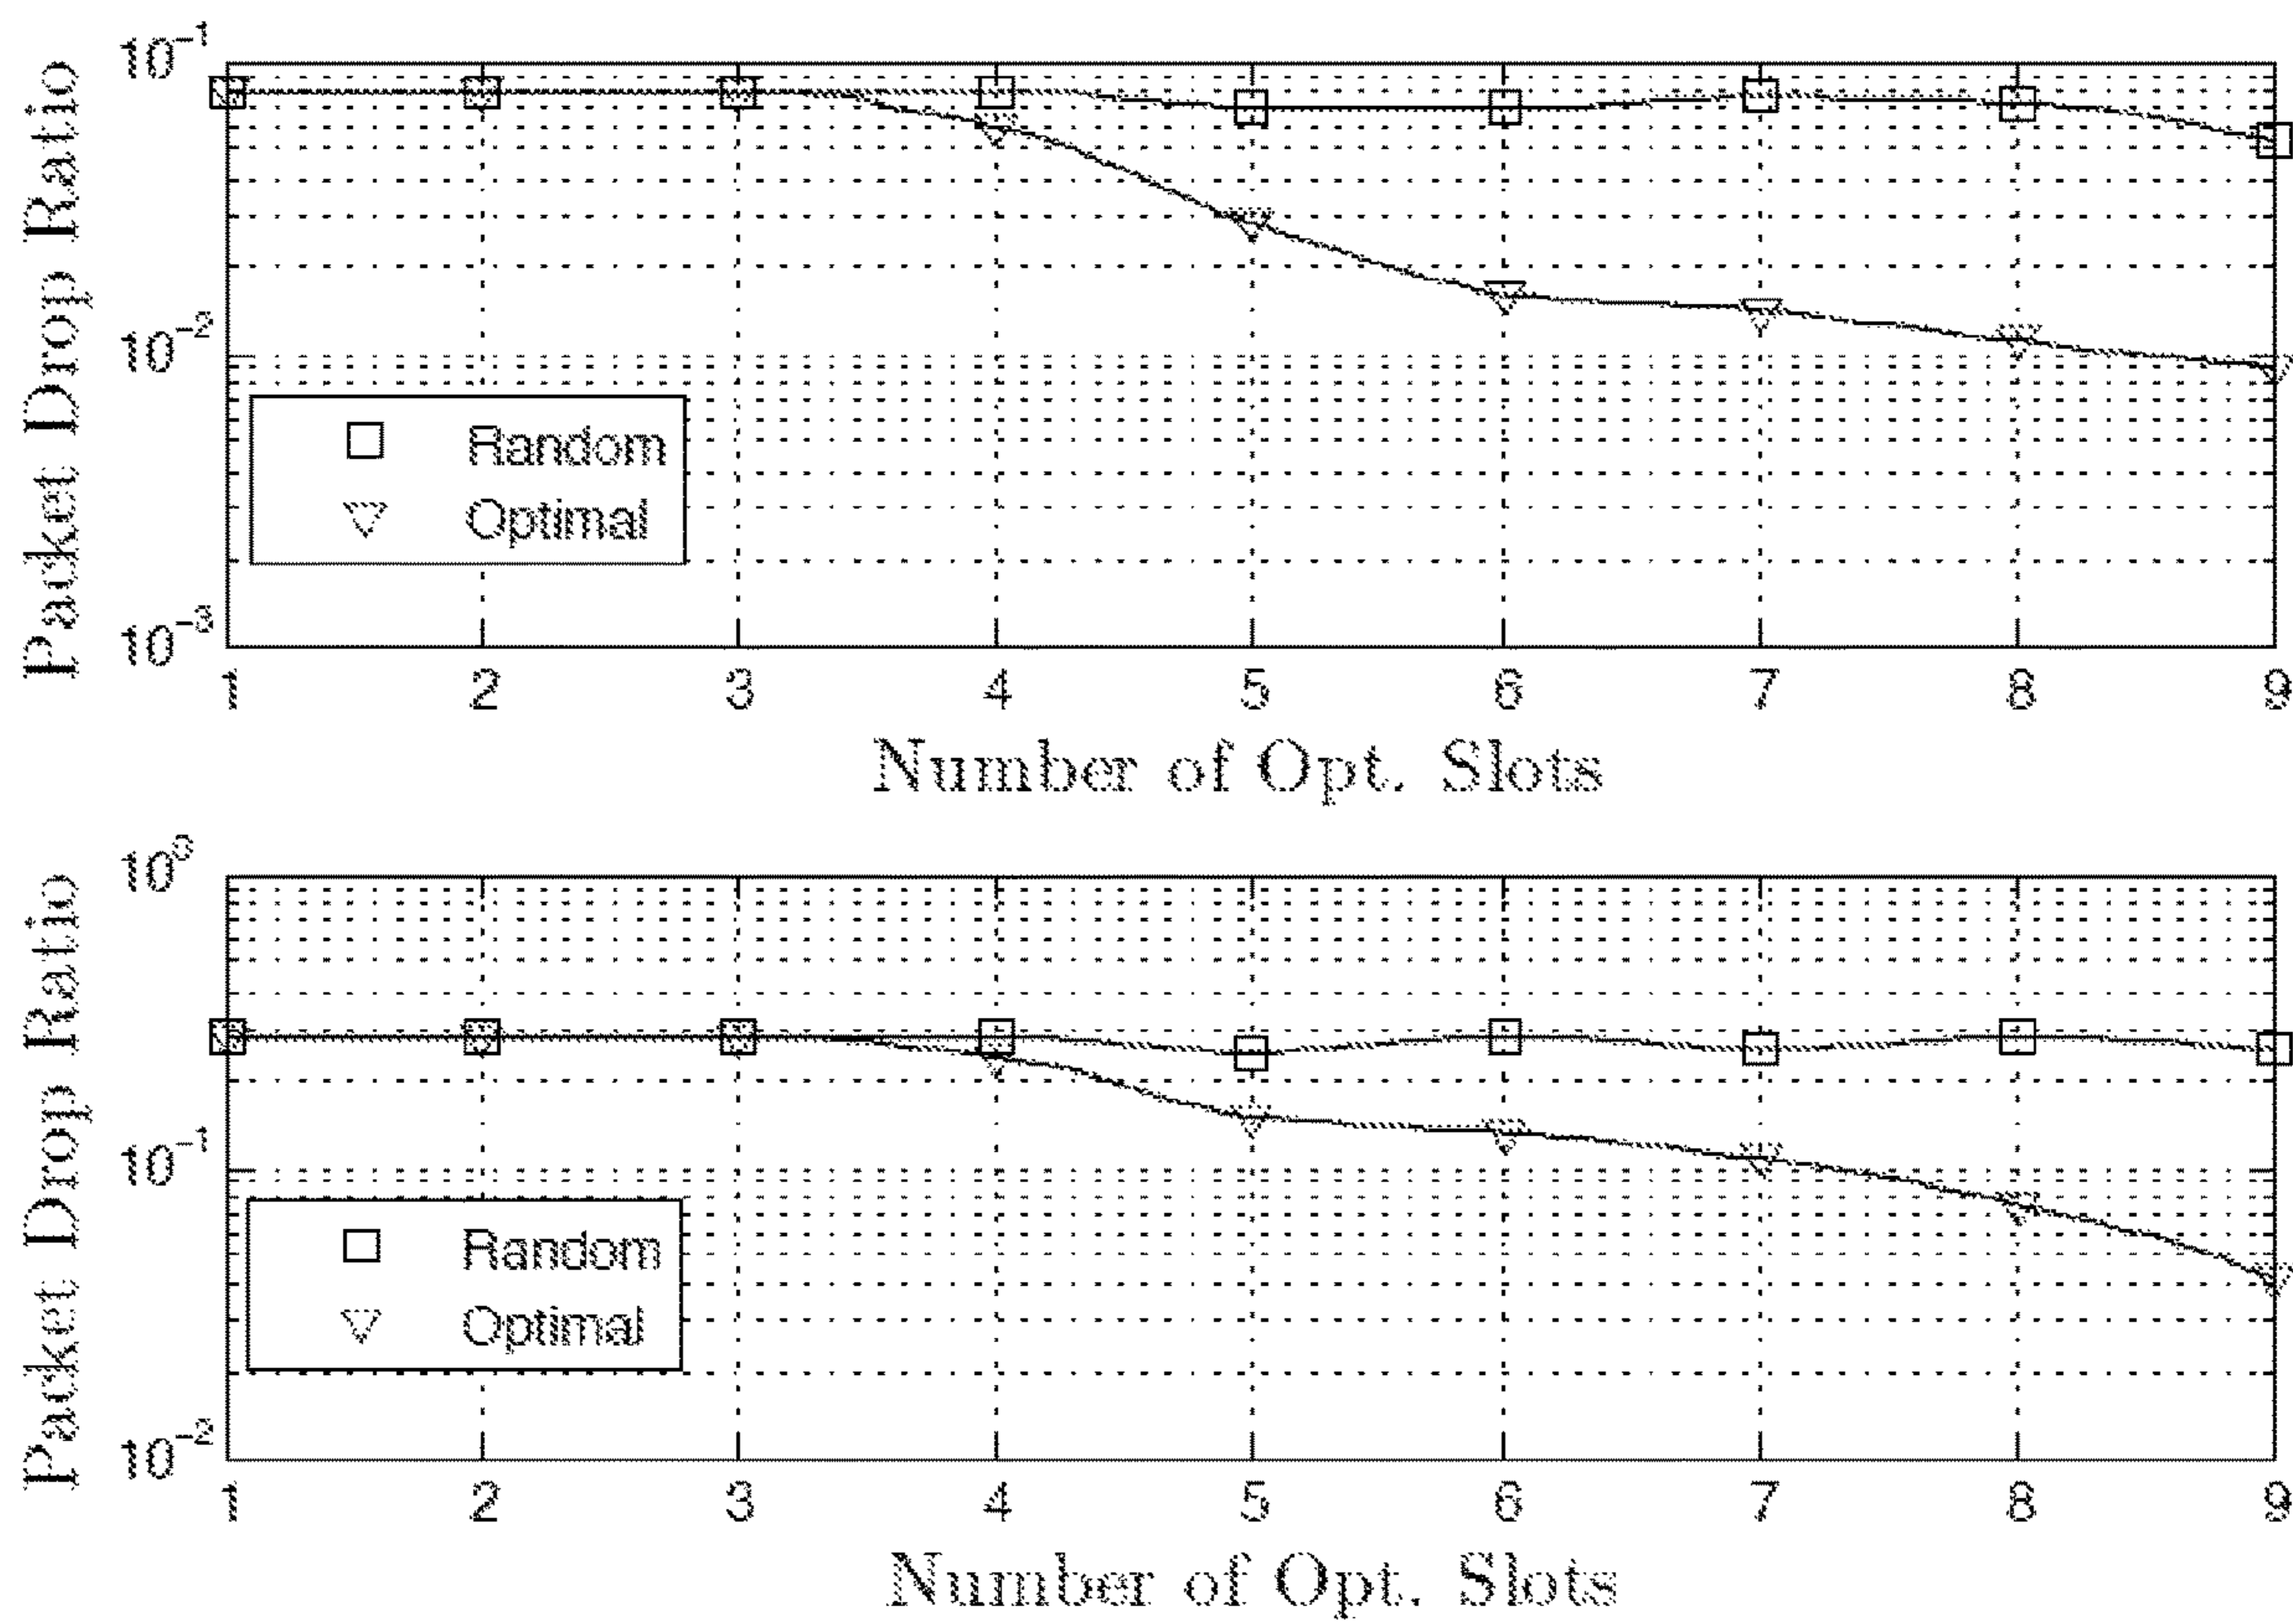 Packet Drop Ratio
10⁻¹
10⁻²
10⁻³
Random
Optimal
1 2 3 4 5 6 7 8 9
Number of Opt. Slots
Packet Drop Ratio
10⁰
10⁻¹
10⁻²
Random
Optimal
1 2 3 4 5 6 7 8 9
Number of Opt. Slots